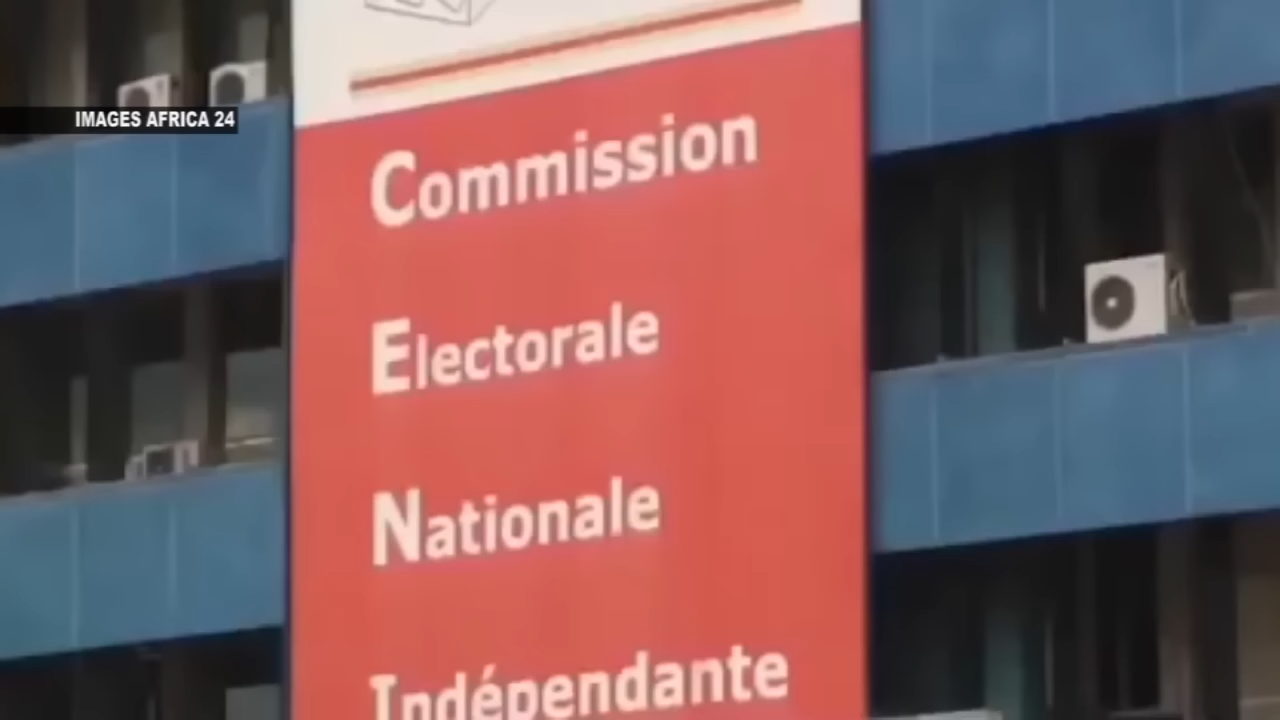 IMAGES AFRICA 24
Commission
Electorale
Nationale
Indépendante